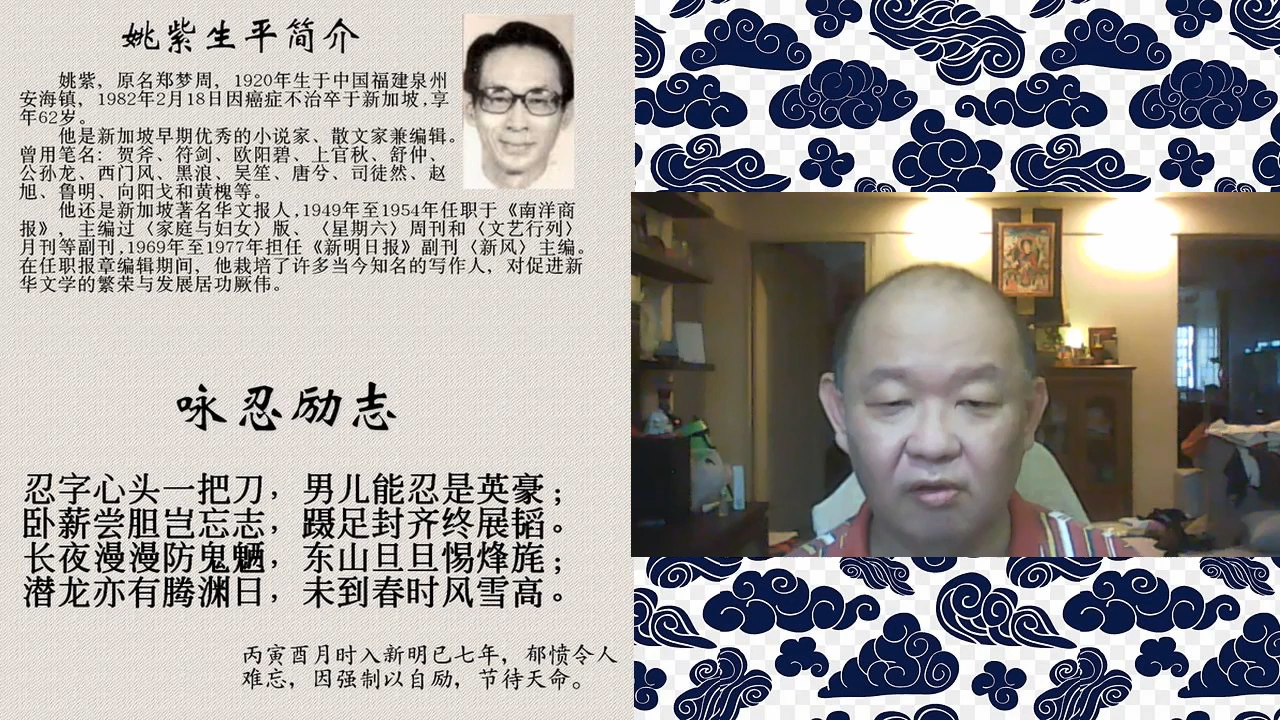 姚紫生平简介
姚紫，原名郑梦周，1920年生于中国福建泉州
安海镇，1982年2月18日因癌症不治卒于新加坡,享
年62岁。
他是新加坡早期优秀的小说家、散文家兼编辑。
曾用笔名：贺斧、符剑、欧阳碧、上官秋、舒仲、
公孙龙、西门风、黑浪、吴笙、唐兮、司徒然、赵
旭、鲁明、向阳戈和黄槐等。
他还是新加坡著名华文报人,1949年至1954年任职于《南洋商
报》，主编过〈家庭与妇女〉版、〈星期六〉周刊和〈文艺行列〉
月刊等副刊,1969年至1977年担任《新明日报》副刊〈新风〉主编。
在任职报章编辑期间，他栽培了许多当今知名的写作人，对促进新
华文学的繁荣与发展居功厥伟。
咏忍励志
忍字心头一把刀，男儿能忍是英豪；
卧薪尝胆岂忘志，蹑足封齐终展韬。
长夜漫漫防鬼魉，东山旦旦惕烽旄；
潜龙亦有腾渊日，未到春时风雪高。
丙寅酉月时入新明已七年，郁愤令人
难忘，因强制以自励，节待天命。